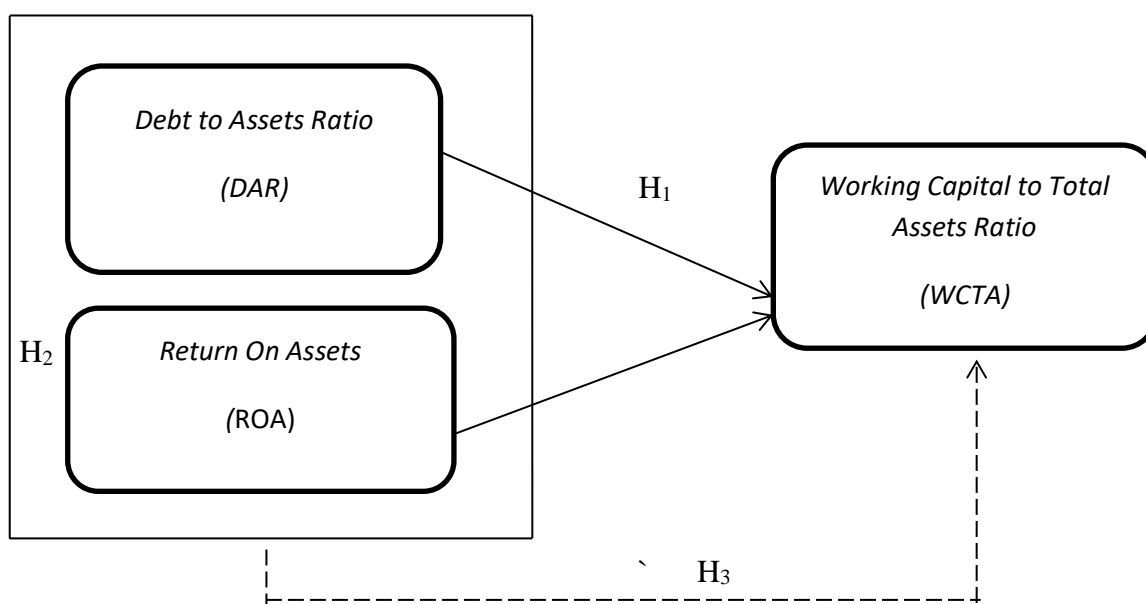 Debt to Assets Ratio
(DAR)
H₁
Working Capital to Total
Assets Ratio
(WCTA)
H₂
Return On Assets
(ROA)
` H₃